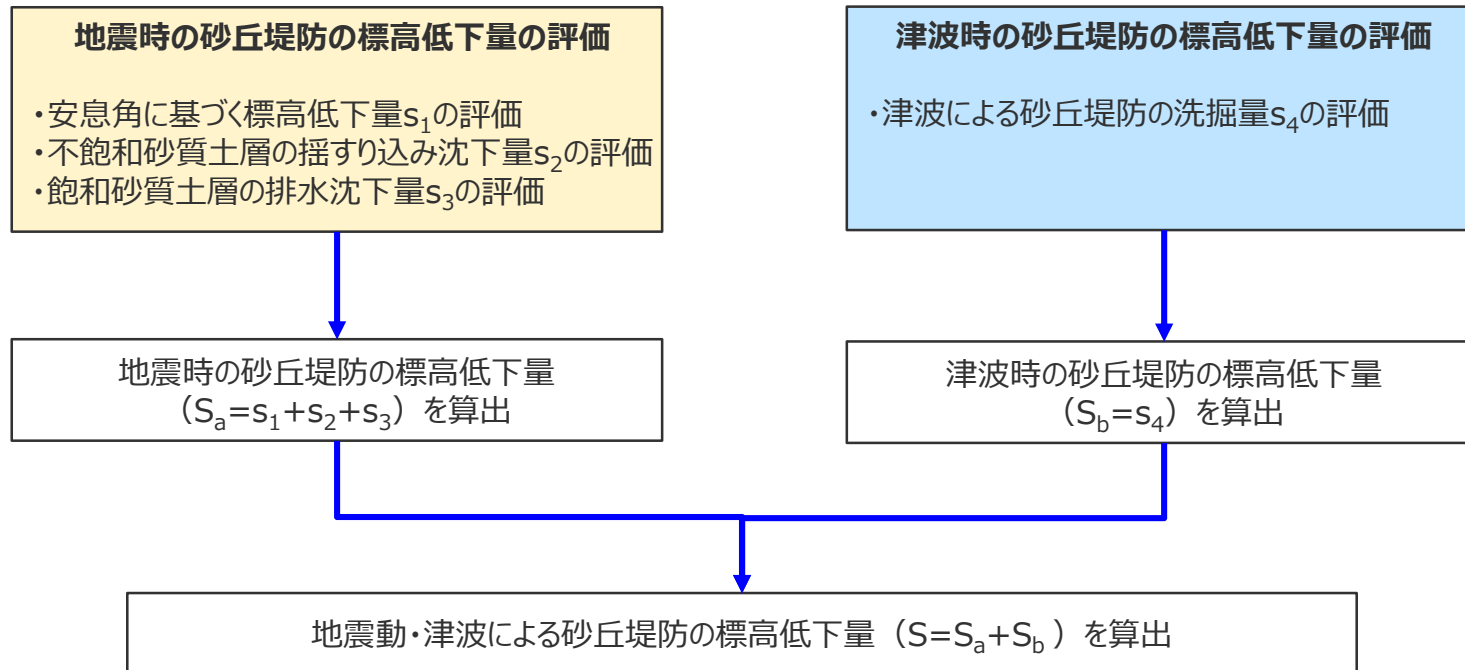 地震時の砂丘堤防の標高低下量の評価
・安息角に基づく標高低下量s₁の評価
・不飽和砂質土層の揺すり込み沈下量s₂の評価
・飽和砂質土層の排水沈下量s₃の評価
津波時の砂丘堤防の標高低下量の評価
・津波による砂丘堤防の洗掘量s₄の評価
地震時の砂丘堤防の標高低下量
（Sₐ=s₁+s₂+s₃）を算出
津波時の砂丘堤防の標高低下量
（S_b=s₄）を算出
地震動・津波による砂丘堤防の標高低下量（S=Sₐ+S_b）を算出